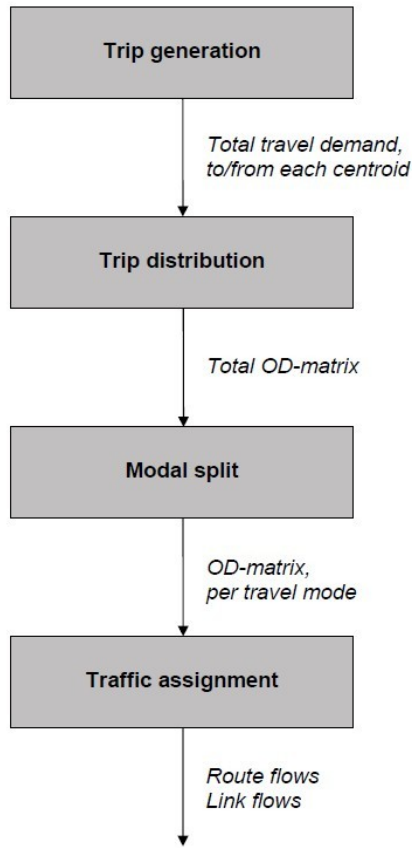 Trip generation
Total travel demand,
to/from each centroid
Trip distribution
Total OD-matrix
Modal split
OD-matrix,
per travel mode
Traffic assignment
Route flows
Link flows